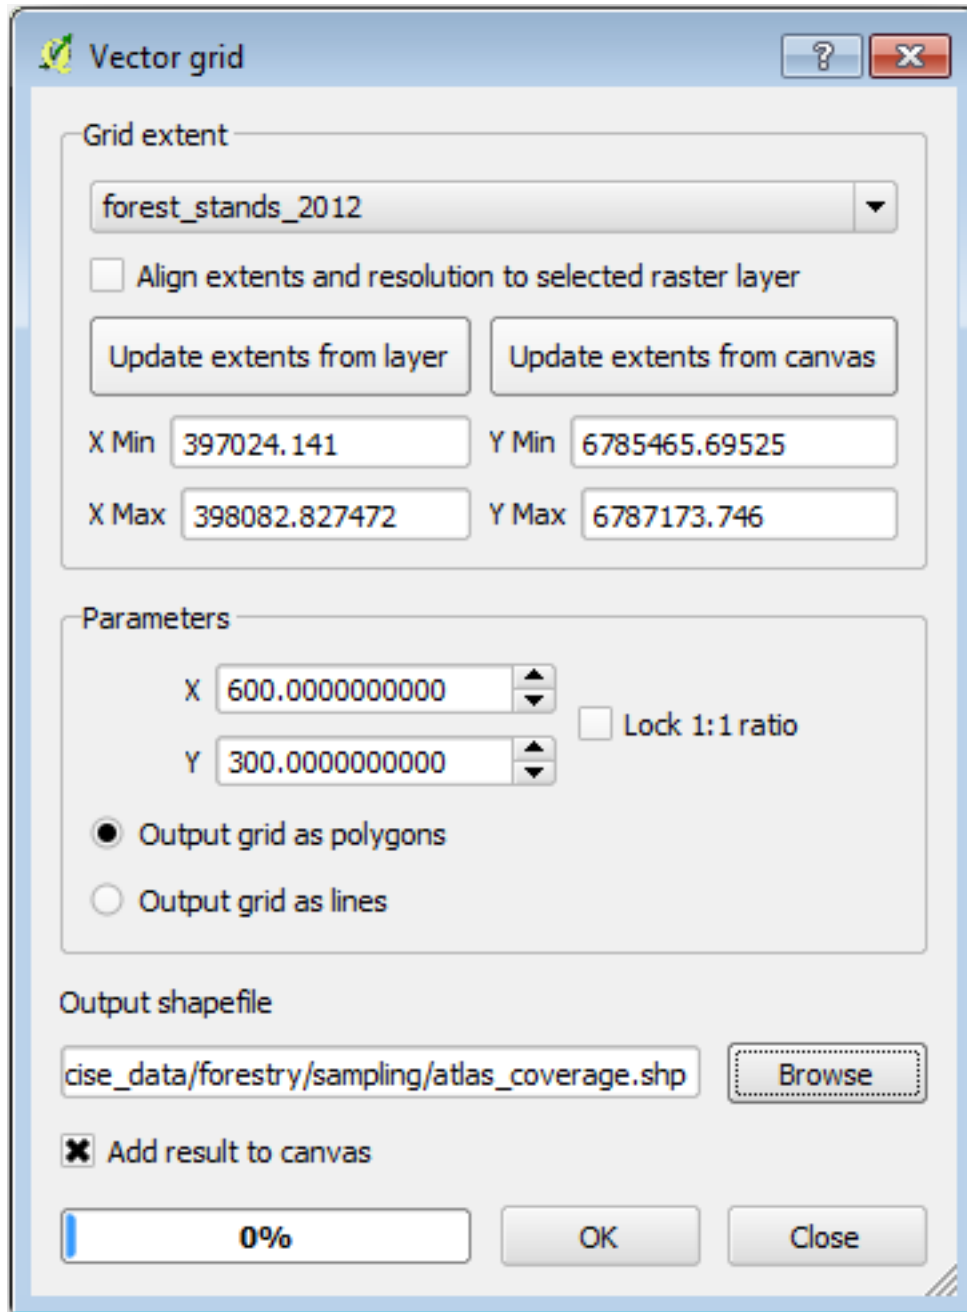 Vector grid
Grid extent
forest_stands_2012
Align extents and resolution to selected raster layer
Update extents from layer Update extents from canvas
X Min 397024.141 Y Min 6785465.69525
X Max 398082.827472 Y Max 6787173.746
Parameters
X 600.0000000000
Lock 1:1 ratio
Y 300.0000000000
Output grid as polygons
Output grid as lines
Output shapefile
cise_data/forestry/sampling/atlas_coverage.shp Browse
Add result to canvas
0% OK Close